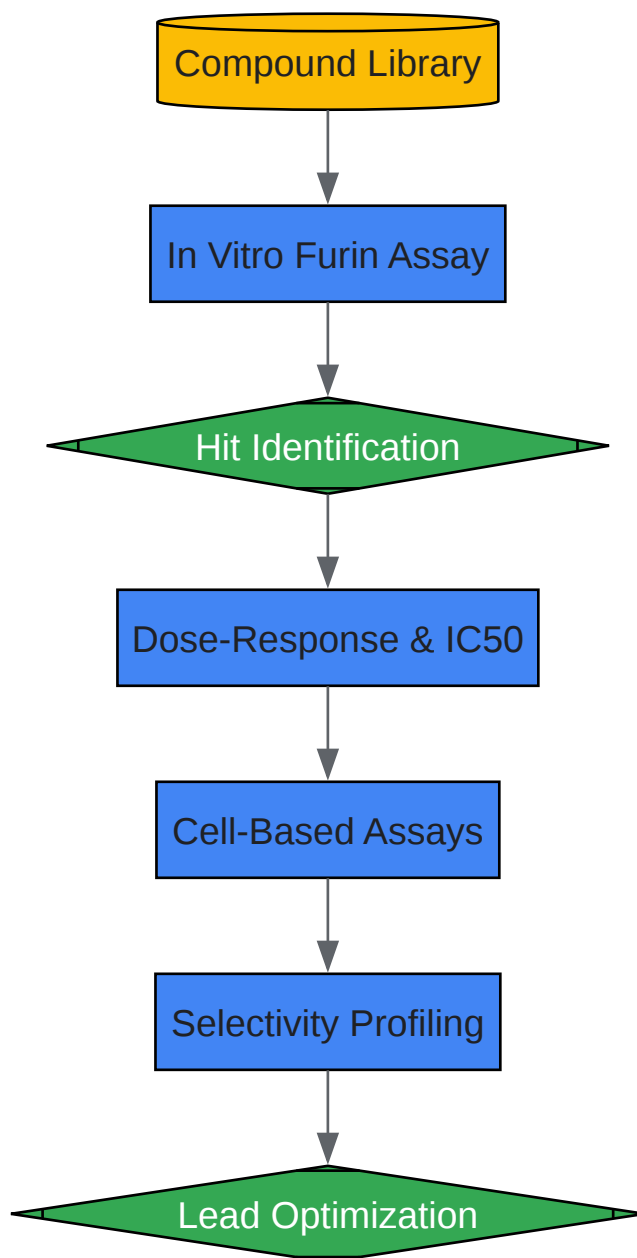 Compound Library
In Vitro Furin Assay
Hit Identification
Dose-Response & IC50
Cell-Based Assays
Selectivity Profiling
Lead Optimization